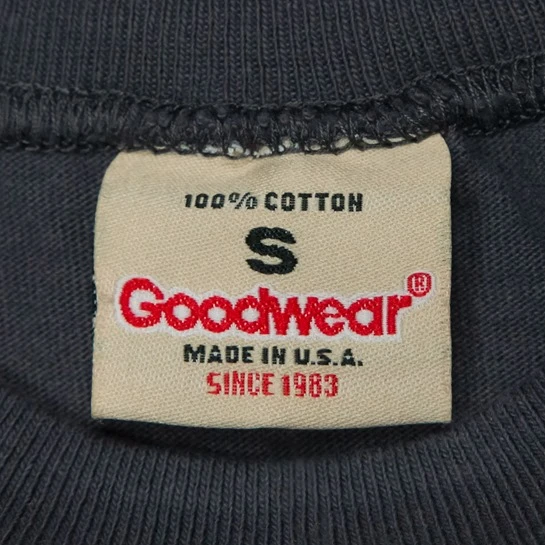 100% COTTON
S
Goodwear®
MADE IN U.S.A.
SINCE 1983